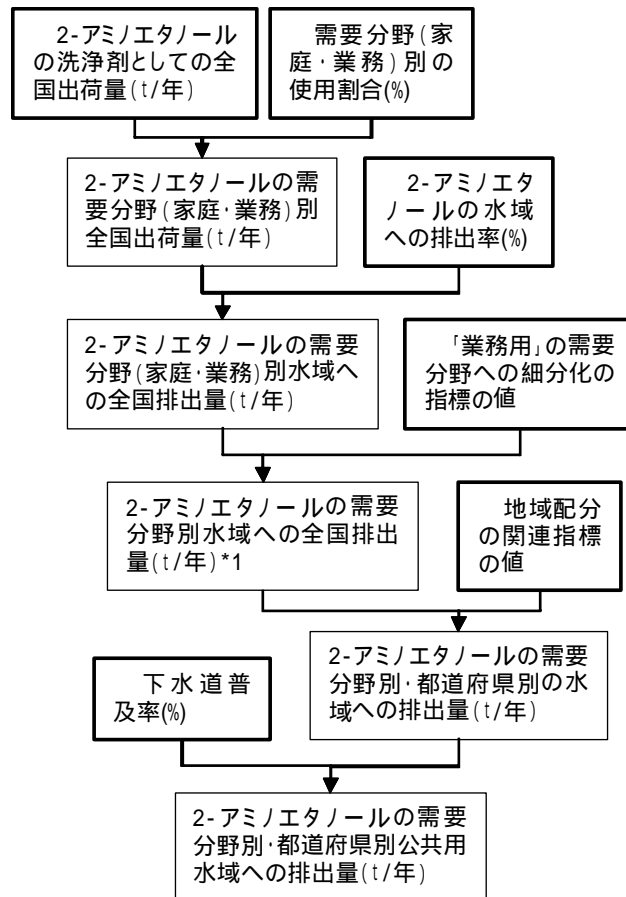 2-アミノエタノール
の洗浄剤としての全
国出荷量(t/年)
需要分野(家
庭・業務)別の
使用割合(%)
2-アミノエタノールの需
要分野(家庭・業務)別
全国出荷量(t/年)
2-アミノエタ
ノールの水域
への排出率(%)
2-アミノエタノールの需要
分野(家庭・業務)別水域へ
の全国排出量(t/年)
「業務用」の需要
分野への細分化の
指標の値
2-アミノエタノールの需要
分野別水域への全国排出
量(t/年)*1
地域配分
の関連指標
の値
下水道普
及率(%)
2-アミノエタノールの需要
分野別・都道府県別の水
域への排出量(t/年)
2-アミノエタノールの需要
分野別・都道府県別公共用
水域への排出量(t/年)